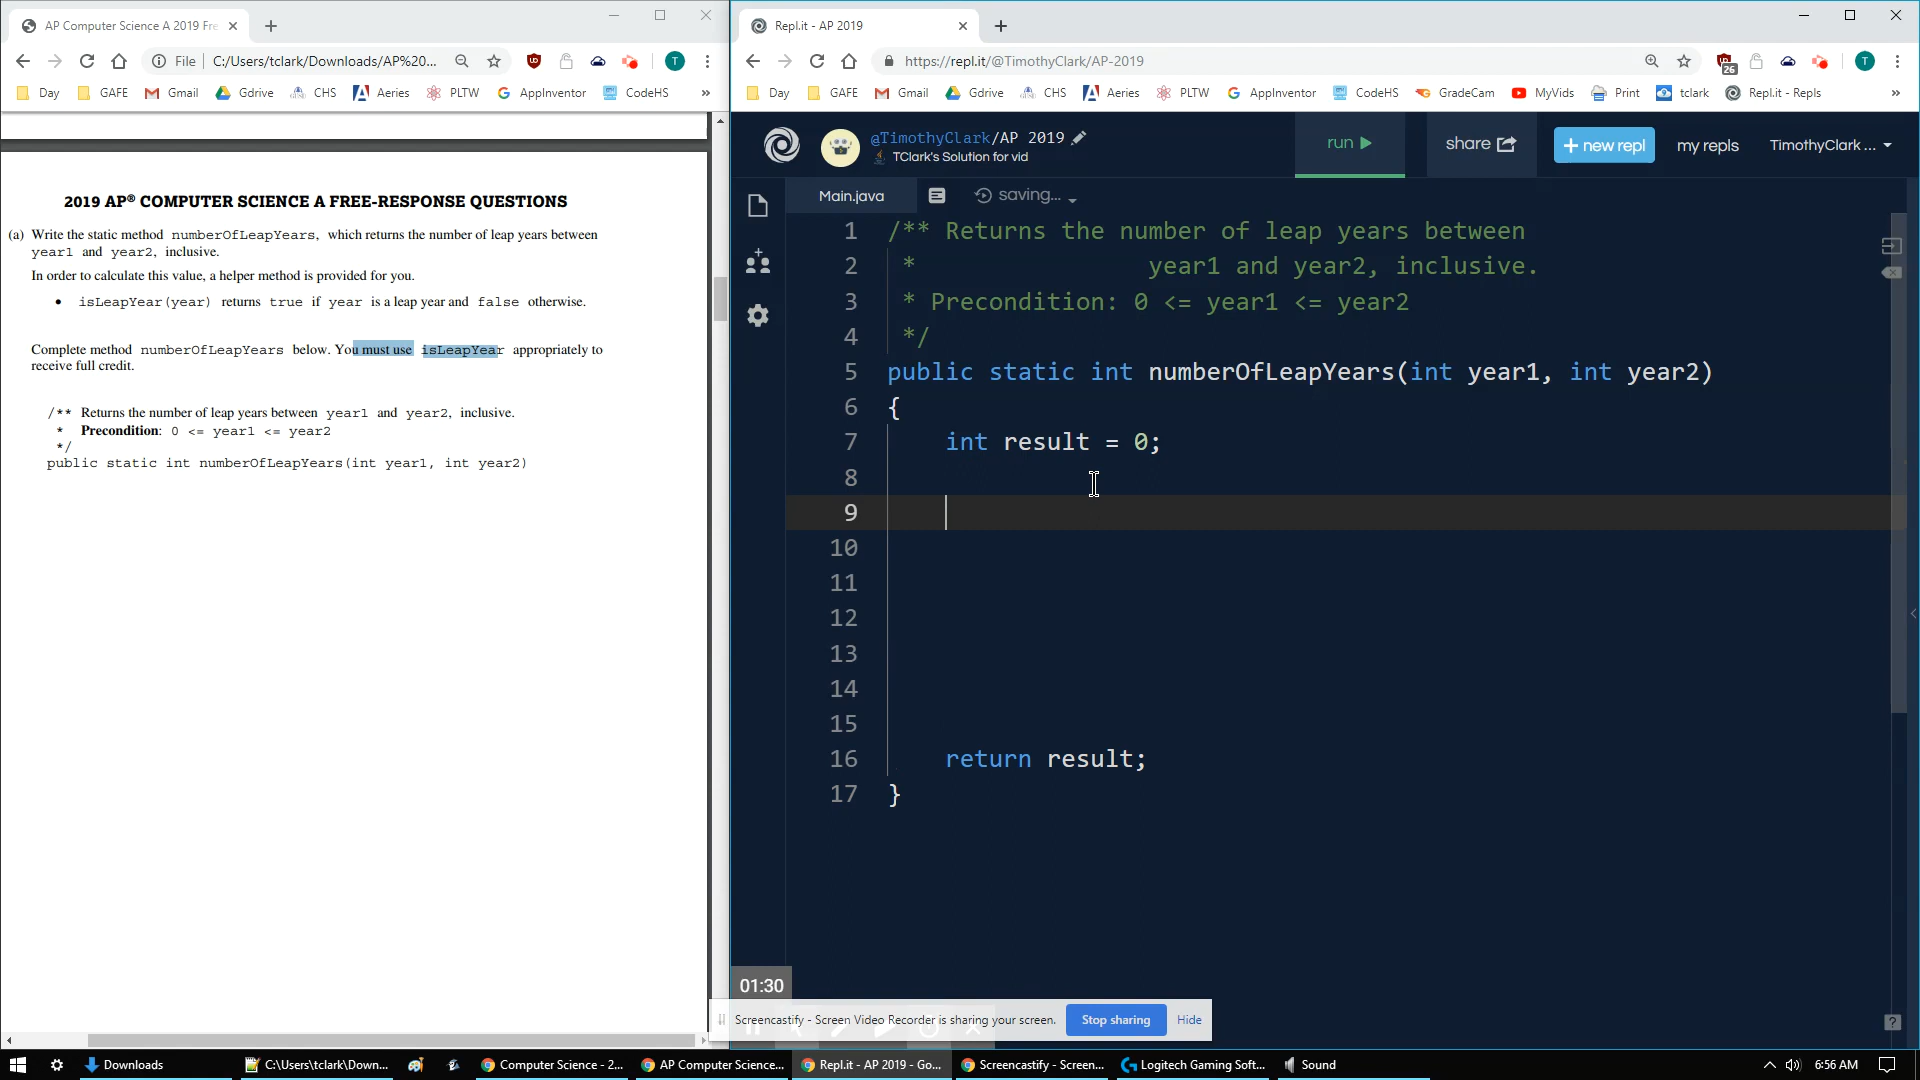 AP Computer Science A 2019 Fre
File C:/Users/tclark/Downloads/AP%20...
Day GAFE Gmail Gdrive CHS Aeries PLTW AppInventor CodeHS »
2019 AP® COMPUTER SCIENCE A FREE-RESPONSE QUESTIONS
(a) Write the static method numberOfLeapYears, which returns the number of leap years between
year1 and year2, inclusive.
In order to calculate this value, a helper method is provided for you.
• isLeapYear(year) returns true if year is a leap year and false otherwise.
Complete method numberOfLeapYears below. You must use isLeapYear appropriately to
receive full credit.
/** Returns the number of leap years between year1 and year2, inclusive.
* Precondition: 0 <= year1 <= year2
*/
public static int numberOfLeapYears(int year1, int year2)
Repl.it - AP 2019
https://repl.it/@TimothyClark/AP-2019
26
T
Day GAFE Gmail Gdrive CHS Aeries PLTW AppInventor CodeHS GradeCam MyVids Print tclark Repl.it - Repls »
@TimothyClark/AP 2019
TClark's Solution for vid
run
share
+ new repl
my repls
TimothyClark ...
Main.java
saving...
1 /** Returns the number of leap years between
2 * year1 and year2, inclusive.
3 * Precondition: 0 <= year1 <= year2
4 */
5 public static int numberOfLeapYears(int year1, int year2)
6 {
7 int result = 0;
8
9
10
11
12
13
14
15
16 return result;
17 }
01:30
Screencastify - Screen Video Recorder is sharing your screen. Stop sharing Hide
?
Downloads C:\Users\tclark\Down... Computer Science - 2... AP Computer Science... Repl.it - AP 2019 - Go... Screencastify - Screen... Logitech Gaming Soft... Sound 6:56 AM